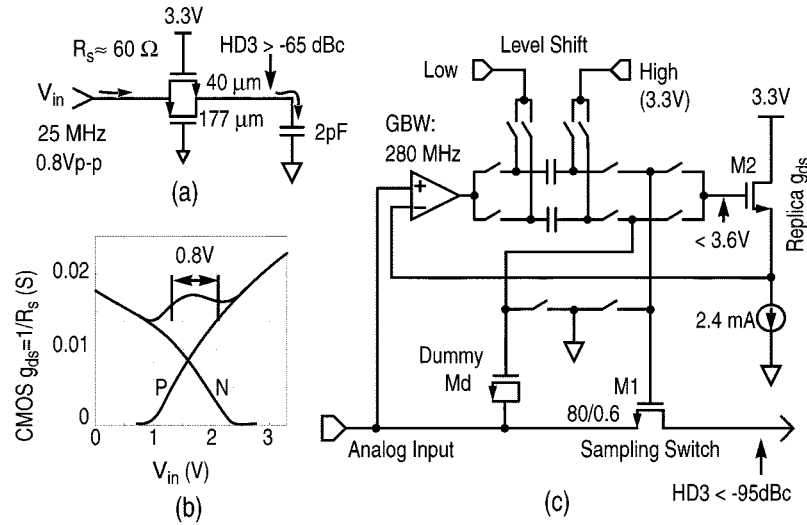 (a)
3.3V
Rs≈ 60 Ω
HD3 > -65 dBc
Vin
40 μm
177 μm
25 MHz
0.8Vp-p
2pF
(b)
CMOS gds=1/Rs (S)
0.02
0.01
0
0.8V
P
N
0
1
2
3
Vin (V)
(c)
Level Shift
Low
High
(3.3V)
GBW:
280 MHz
+
−
3.3V
M2
Replica gds
< 3.6V
2.4 mA
Dummy
Md
M1
80/0.6
Analog Input
Sampling Switch
HD3 < -95dBc